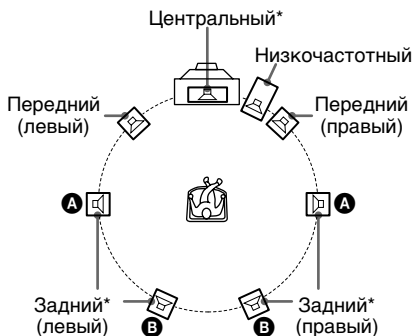 Центральный*
Низкочастотный
Передний
(левый)
Передний
(правый)
A
A
Задний*
(левый)
B
B
Задний*
(правый)